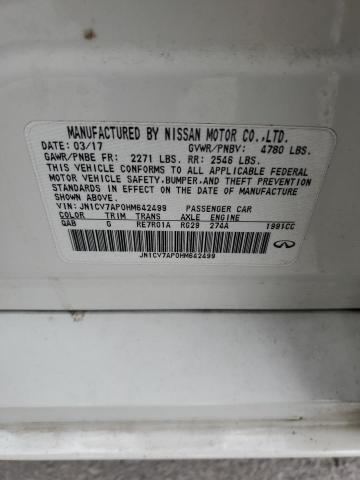 MANUFACTURED BY NISSAN MOTOR CO.,LTD.
DATE: 03/17 GVWR/PNBV: 4780 LBS.
GAWR/PNBE FR: 2271 LBS. RR: 2546 LBS.
THIS VEHICLE CONFORMS TO ALL APPLICABLE FEDERAL
MOTOR VEHICLE SAFETY, BUMPER, AND THEFT PREVENTION
STANDARDS IN EFFECT ON THE DATE OF MANUFACTURE
SHOWN ABOVE.
VIN: JN1CV7AP0HM642499 PASSENGER CAR
COLOR TRIM TRANS AXLE ENGINE
QAB G RE7R01A RG29 274A 1991CC
JN1CV7AP0HM642499